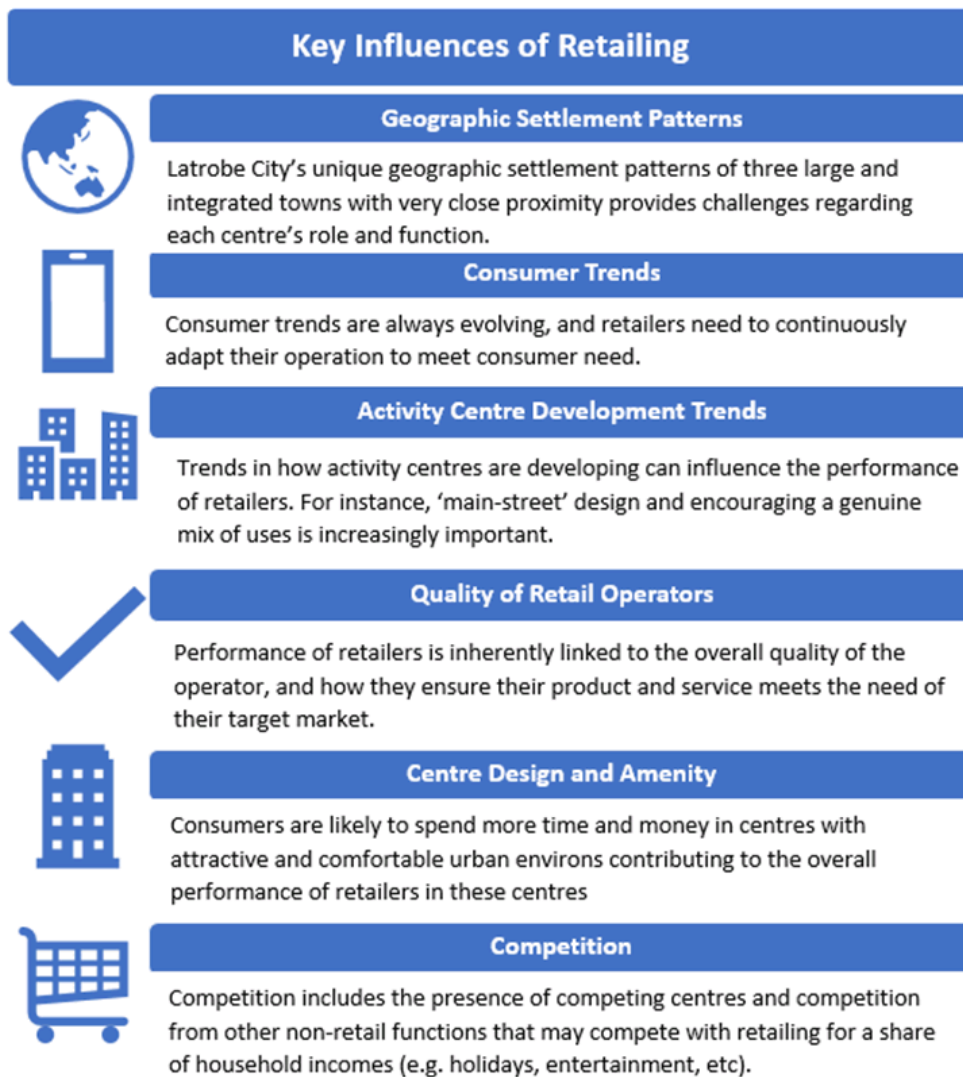 Key Influences of Retailing
Geographic Settlement Patterns
Latrobe City’s unique geographic settlement patterns of three large and
integrated towns with very close proximity provides challenges regarding
each centre’s role and function.
Consumer Trends
Consumer trends are always evolving, and retailers need to continuously
adapt their operation to meet consumer need.
Activity Centre Development Trends
Trends in how activity centres are developing can influence the performance
of retailers. For instance, ‘main-street’ design and encouraging a genuine
mix of uses is increasingly important.
Quality of Retail Operators
Performance of retailers is inherently linked to the overall quality of the
operator, and how they ensure their product and service meets the need of
their target market.
Centre Design and Amenity
Consumers are likely to spend more time and money in centres with
attractive and comfortable urban environs contributing to the overall
performance of retailers in these centres
Competition
Competition includes the presence of competing centres and competition
from other non-retail functions that may compete with retailing for a share
of household incomes (e.g. holidays, entertainment, etc).